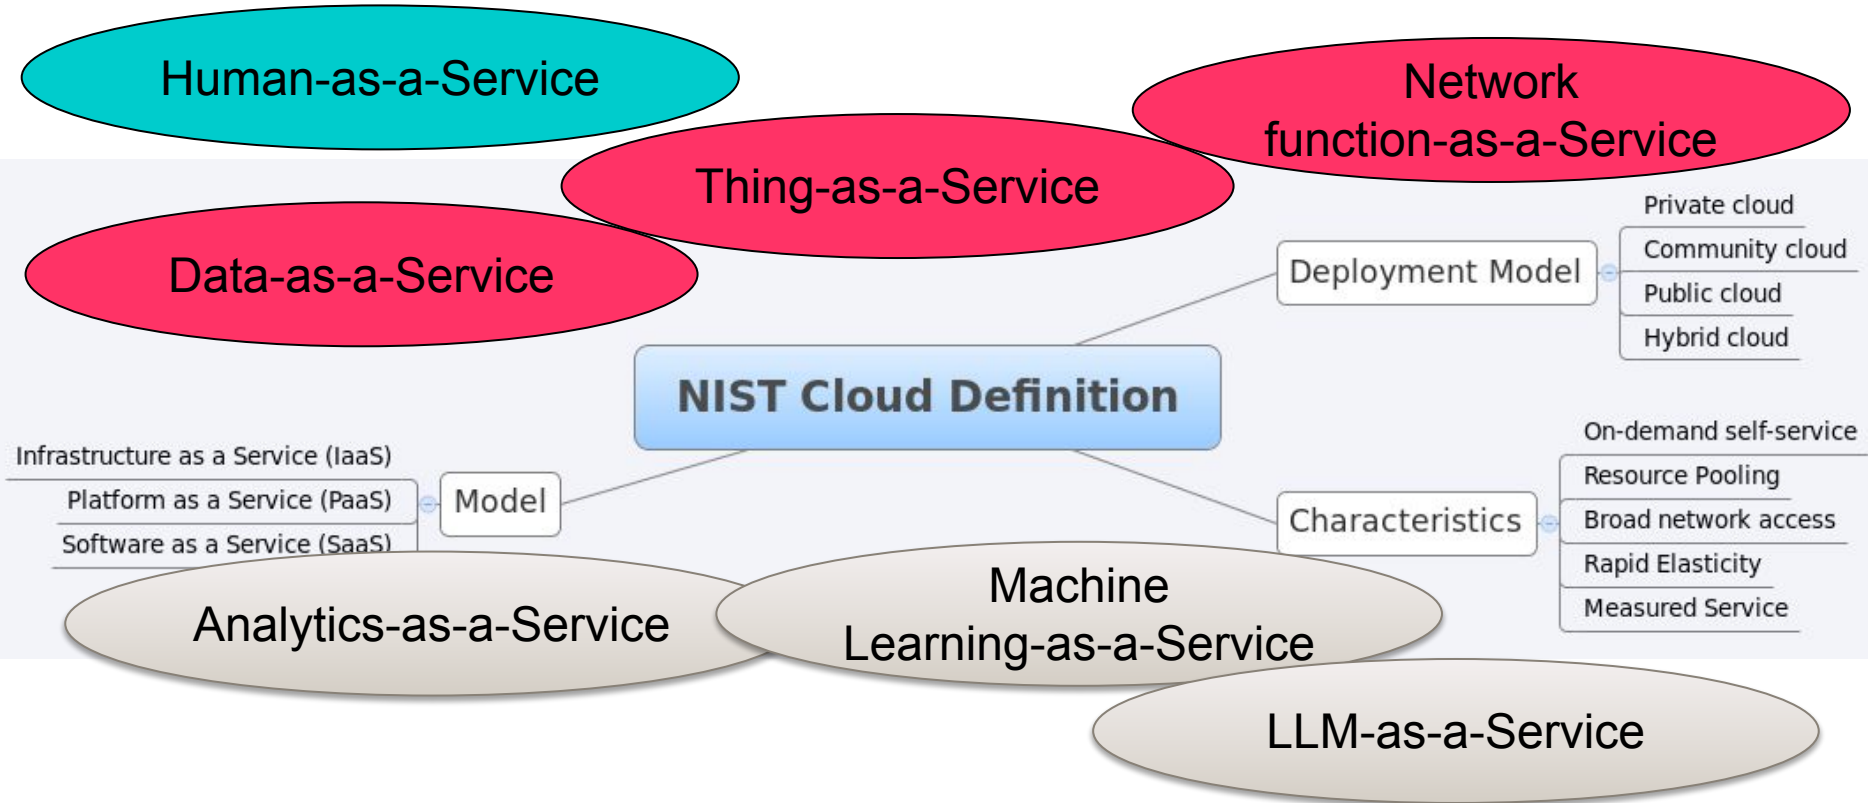 Human-as-a-Service
Network
function-as-a-Service
Thing-as-a-Service
Data-as-a-Service
Private cloud
Community cloud
Public cloud
Hybrid cloud
Deployment Model
NIST Cloud Definition
Infrastructure as a Service (IaaS)
Platform as a Service (PaaS)
Software as a Service (SaaS)
Model
On-demand self-service
Resource Pooling
Broad network access
Rapid Elasticity
Measured Service
Characteristics
Analytics-as-a-Service
Machine
Learning-as-a-Service
LLM-as-a-Service